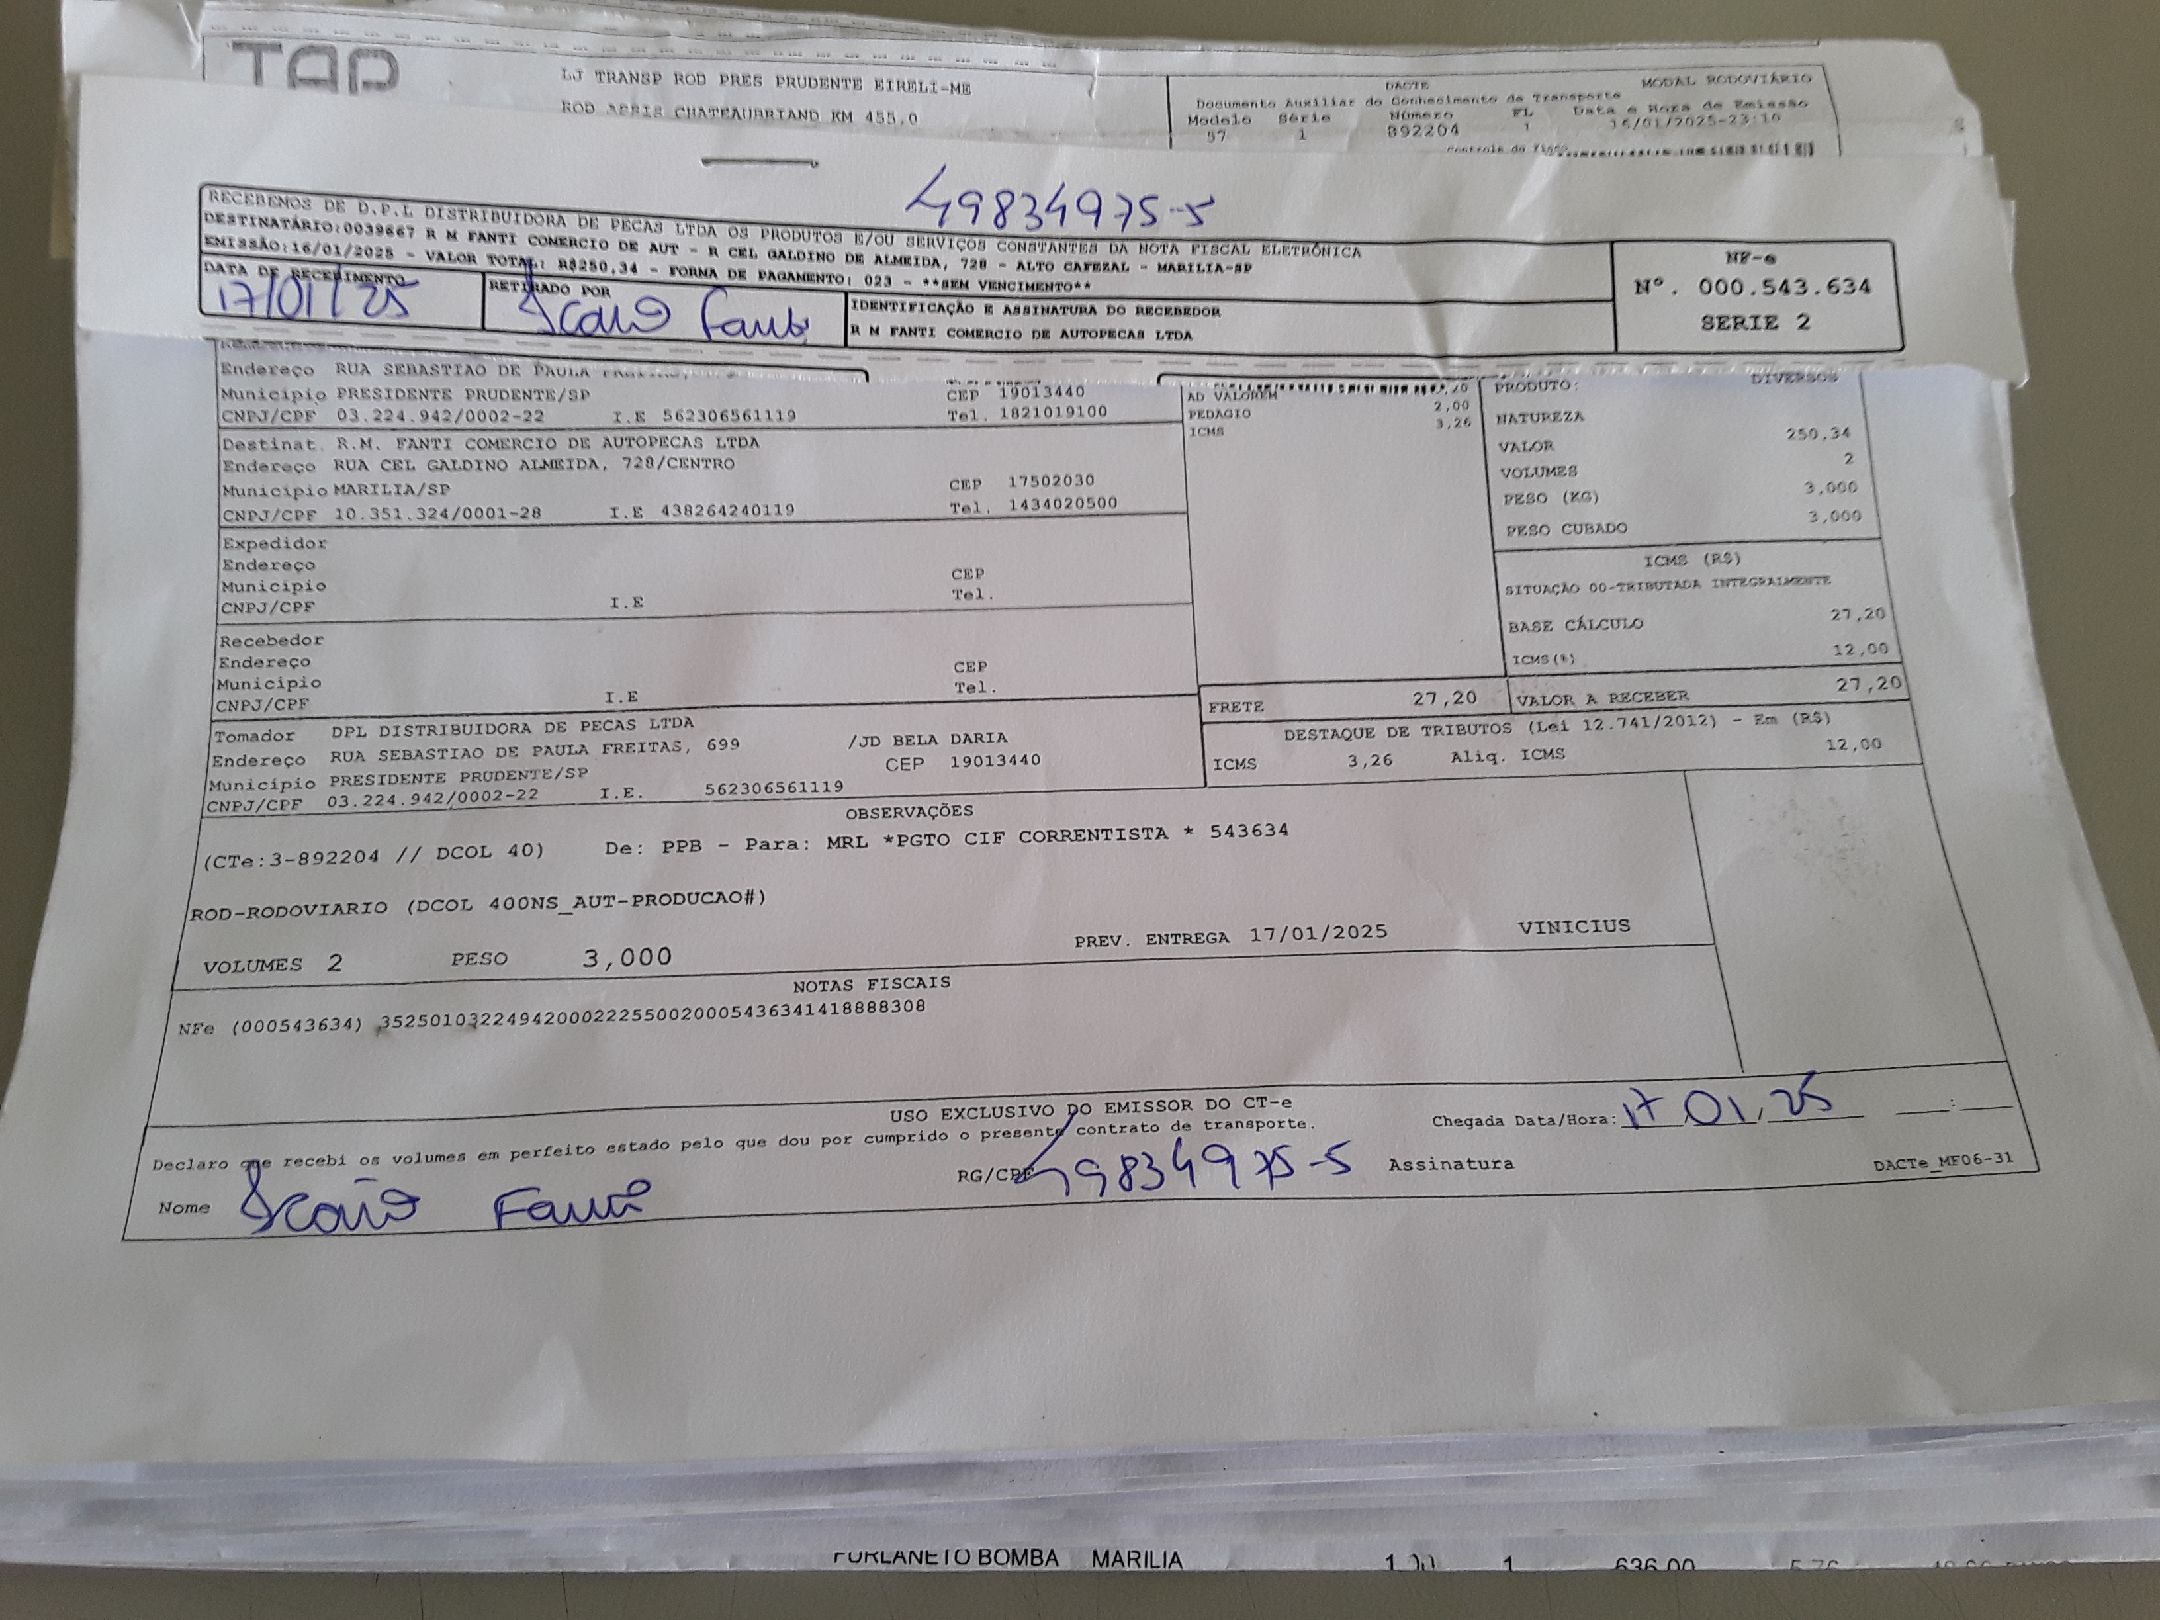 TAP
LJ TRANSP ROD PRES PRUDENTE EIRELI-ME
ROD ASSIS CHATEAUBRIAND KM 455,0
DACTE
MODAL RODOVIÁRIO
Documento Auxiliar do Conhecimento de Transporte
Modelo Série Número FL Data e Hora de Emissão
57 1 892204 1 16/01/2025-23:10
Controle do Fisco
49834975-5
RECEBEMOS DE D.P.L DISTRIBUIDORA DE PECAS LTDA OS PRODUTOS E/OU SERVIÇOS CONSTANTES DA NOTA FISCAL ELETRÔNICA
DESTINATÁRIO:0039667 R M FANTI COMERCIO DE AUT - R CEL GALDINO DE ALMEIDA, 728 - ALTO CAFEZAL - MARILIA-SP
EMISSÃO:16/01/2025 - VALOR TOTAL: R$250,34 - FORMA DE PAGAMENTO: 023 - **SEM VENCIMENTO**
NF-e
Nº. 000.543.634
SERIE 2
DATA DE RECEBIMENTO
17/01/25
RETIRADO POR
IDENTIFICAÇÃO E ASSINATURA DO RECEBEDOR
R M FANTI COMERCIO DE AUTOPECAS LTDA
Endereço RUA SEBASTIAO DE PAULA
Município PRESIDENTE PRUDENTE/SP CEP 19013440
CNPJ/CPF 03.224.942/0002-22 I.E 562306561119 Tel. 1821019100
Destinat. R.M. FANTI COMERCIO DE AUTOPECAS LTDA
Endereço RUA CEL GALDINO ALMEIDA, 728/CENTRO
Município MARILIA/SP CEP 17502030
CNPJ/CPF 10.351.324/0001-28 I.E 438264240119 Tel. 1434020500
Expedidor
Endereço
Município CEP
CNPJ/CPF I.E Tel.
Recebedor
Endereço
Município CEP
CNPJ/CPF I.E Tel.
Tomador DPL DISTRIBUIDORA DE PECAS LTDA
Endereço RUA SEBASTIAO DE PAULA FREITAS, 699 /JD BELA DARIA
Município PRESIDENTE PRUDENTE/SP CEP 19013440
CNPJ/CPF 03.224.942/0002-22 I.E. 562306561119
AD VALOREM
PEDAGIO 2,00
ICMS 3,26
PRODUTO: DIVERSOS
NATUREZA
VALOR 250,34
VOLUMES 2
PESO (KG) 3,000
PESO CUBADO 3,000
ICMS (R$)
SITUAÇÃO 00-TRIBUTADA INTEGRALMENTE
BASE CÁLCULO 27,20
ICMS(%) 12,00
FRETE 27,20 VALOR A RECEBER 27,20
DESTAQUE DE TRIBUTOS (Lei 12.741/2012) - Em (R$)
ICMS 3,26 Aliq. ICMS 12,00
OBSERVAÇÕES
(CTe:3-892204 // DCOL 40) De: PPB - Para: MRL *PGTO CIF CORRENTISTA * 543634
ROD-RODOVIARIO (DCOL 400NS_AUT-PRODUCAO#)
VOLUMES 2 PESO 3,000 PREV. ENTREGA 17/01/2025 VINICIUS
NOTAS FISCAIS
NFe (000543634) 35250103224942000222550020005436341418888308
USO EXCLUSIVO DO EMISSOR DO CT-e
Declaro que recebi os volumes em perfeito estado pelo que dou por cumprido o presente contrato de transporte.
Chegada Data/Hora: 17 01, 25 __:__
Nome
RG/CPF 49834975-5 Assinatura
DACTe_MF06-31
FURLANETO BOMBA MARILIA 1 636,00